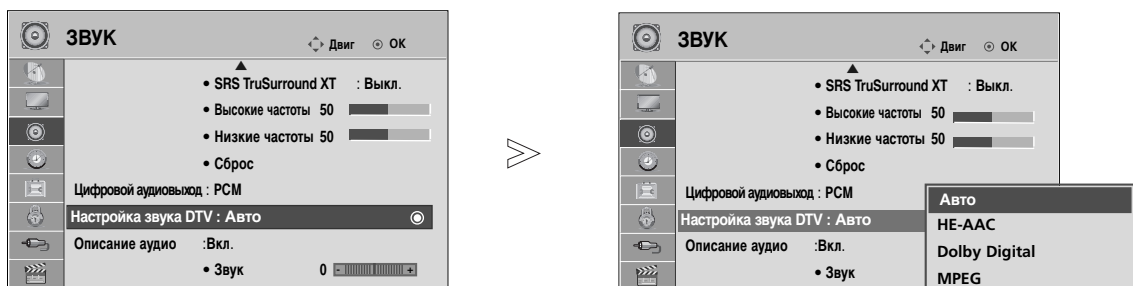 ЗВУК
Двиг OK
• SRS TruSurround XT : Выкл.
• Высокие частоты 50
• Низкие частоты 50
• Сброс
Цифровой аудиовыход : PCM
Настройка звука DTV : Авто
Описание аудио :Вкл.
• Звук 0 - +
ЗВУК
Двиг OK
• SRS TruSurround XT : Выкл.
• Высокие частоты 50
• Низкие частоты 50
• Сброс
Цифровой аудиовыход : PCM
Настройка звука DTV : Авто
Описание аудио :Вкл.
• Звук
Авто
HE-AAC
Dolby Digital
MPEG